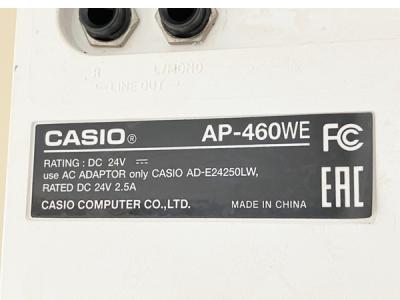 R L/MONO
LINE OUT
CASIO® AP-460WE FC
RATING : DC 24V ⎓
use AC ADAPTOR only CASIO AD-E24250LW,
RATED DC 24V 2.5A
EAC
CASIO COMPUTER CO.,LTD. MADE IN CHINA